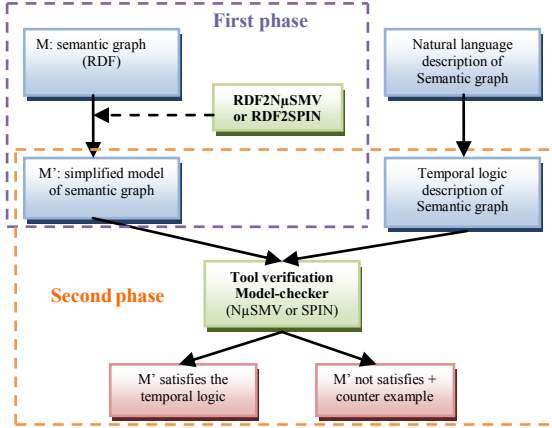 First phase
M: semantic graph
(RDF)
Natural language
description of
Semantic graph
RDF2NµSMV
or RDF2SPIN
M’: simplified model
of semantic graph
Temporal logic
description of
Semantic graph
Second phase
Tool verification
Model-checker
(NµSMV or SPIN)
M’ satisfies the
temporal logic
M’ not satisfies +
counter example